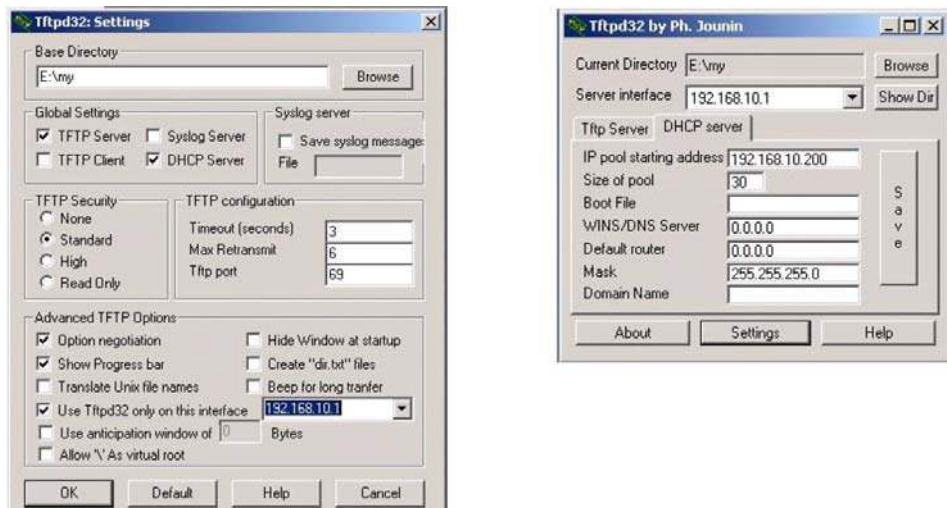 Tftpd32: Settings
Base Directory
E:\my
Browse
Global Settings
TFTP Server
Syslog Server
TFTP Client
DHCP Server
Syslog server
Save syslog message
File
TFTP Security
None
Standard
High
Read Only
TFTP configuration
Timeout (seconds) 3
Max Retransmit 6
Tftp port 69
Advanced TFTP Options
Option negotiation
Hide Window at startup
Show Progress bar
Create "dir.txt" files
Translate Unix file names
Beep for long tranfer
Use Tftpd32 only on this interface 192.168.10.1
Use anticipation window of 0 Bytes
Allow '\' As virtual root
OK
Default
Help
Cancel
Tftpd32 by Ph. Jounin
Current Directory E:\my
Browse
Server interface 192.168.10.1
Show Dir
Tftp Server
DHCP server
IP pool starting address 192.168.10.200
Size of pool 30
Boot File
WINS/DNS Server 0.0.0.0
Default router 0.0.0.0
Mask 255.255.255.0
Domain Name
Save
About
Settings
Help